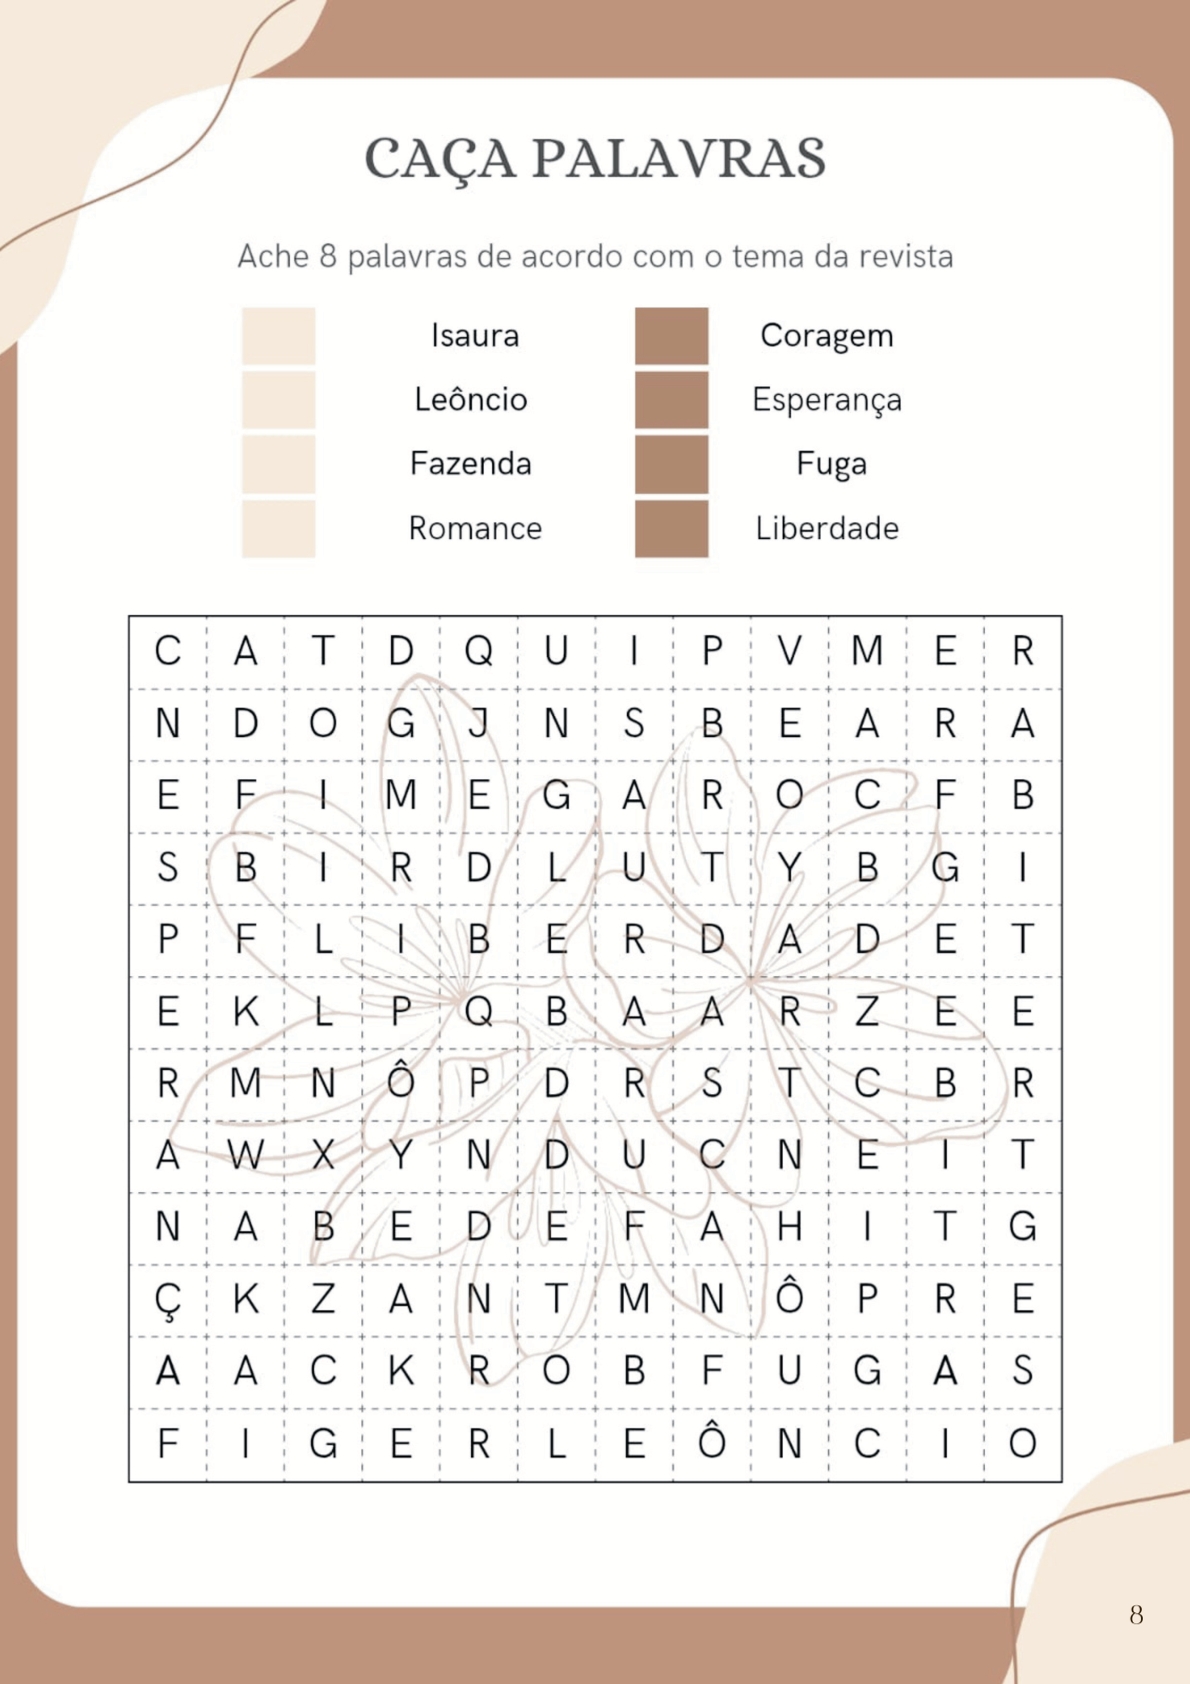 CAÇA PALAVRAS
Ache 8 palavras de acordo com o tema da revista
Isaura Coragem
Leôncio Esperança
Fazenda Fuga
Romance Liberdade
C A T D Q U I P V M E R
N D O G J N S B E A R A
E F I M E G A R O C F B
S B I R D L U T Y B G I
P F L I B E R D A D E T
E K L P Q B A A R Z E E
R M N Ô P D R S T C B R
A W X Y N D U C N E I T
N A B E D E F A H I T G
Ç K Z A N T M N Ô P R E
A A C K R O B F U G A S
F I G E R L E Ô N C I O
8